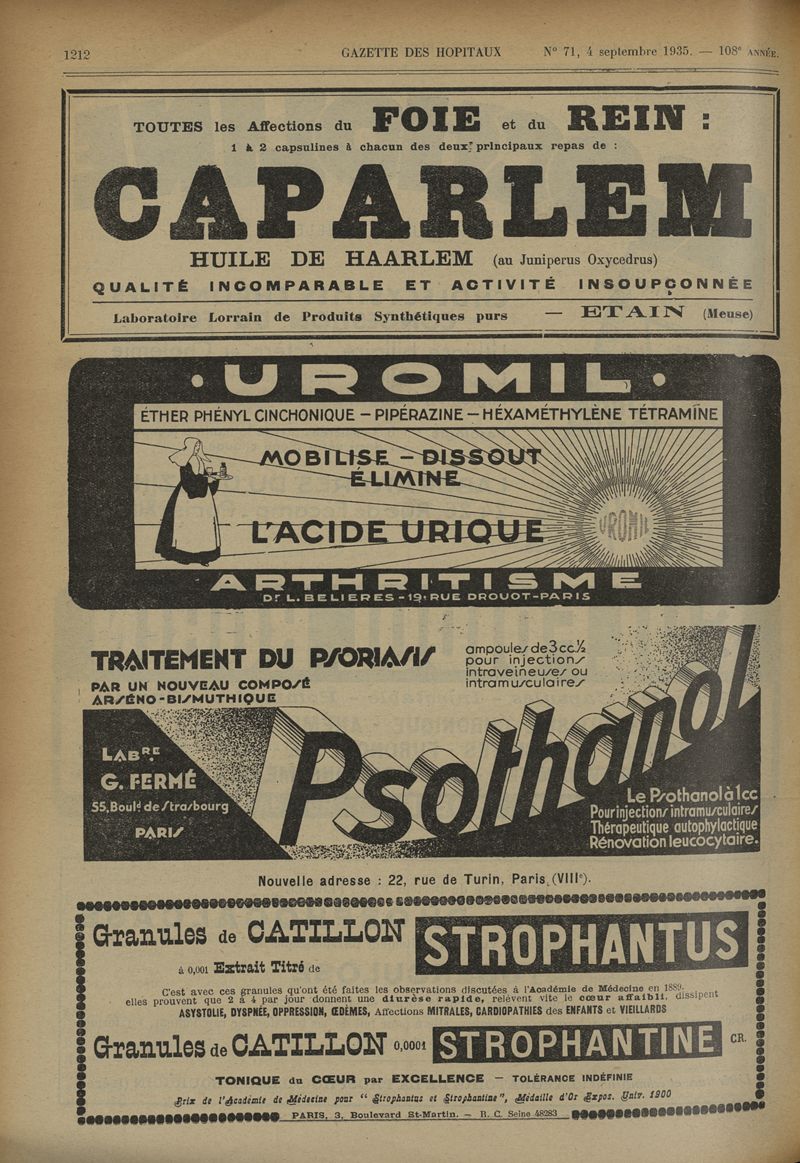 1212 GAZETTE DES HOPITAUX N° 71, 4 septembre 1935. — 108e ANNÉE.
TOUTES les Affections du FOIE et du REIN :
1 à 2 capsulines à chacun des deux principaux repas de :
CAPARLEM
HUILE DE HAARLEM (au Juniperus Oxycedrus)
QUALITÉ INCOMPARABLE ET ACTIVITÉ INSOUPÇONNÉE
Laboratoire Lorrain de Produits Synthétiques purs — ETAIN (Meuse)
• UROMIL •
ÉTHER PHÉNYL CINCHONIQUE — PIPÉRAZINE — HÉXAMÉTHYLÈNE TÉTRAMINE
MOBILISE — DISSOUT
ÉLIMINE
L'ACIDE URIQUE
UROMIL
ARTHRITISME
Dr L. BELIERES - 19, RUE DROUOT - PARIS
TRAITEMENT DU PSORIASIS
PAR UN NOUVEAU COMPOSÉ
ARSÉNO-BISMUTHIQUE
ampoules de 3cc½
pour injections
intraveineuses ou
intramusculaires
Psothanol
LABRE
G. FERMÉ
55, Bould de Strasbourg
PARIS
Le Psothanol à 1cc
Pour injections intramusculaires
Thérapeutique autophylactique
Rénovation leucocytaire.
Nouvelle adresse : 22, rue de Turin, Paris (VIIIe).
Granules de CATILLON STROPHANTUS
à 0,001 Extrait Titré de
C'est avec ces granules qu'ont été faites les observations discutées à l'Académie de Médecine en 1889.
elles prouvent que 2 à 4 par jour donnent une diurèse rapide, relèvent vite le cœur affaibli, dissipent
ASYSTOLIE, DYSPNÉE, OPPRESSION, ŒDÈMES, Affections MITRALES, CARDIOPATHIES des ENFANTS et VIEILLARDS
Granules de CATILLON 0,0001 STROPHANTINE CR.
TONIQUE du CŒUR par EXCELLENCE — TOLÉRANCE INDÉFINIE
Prix de l'Académie de Médecine pour "Strophantus et Strophantine", Médaille d'Or Expos. Univ. 1900
PARIS, 3, Boulevard St-Martin. — R. C. Seine 48283